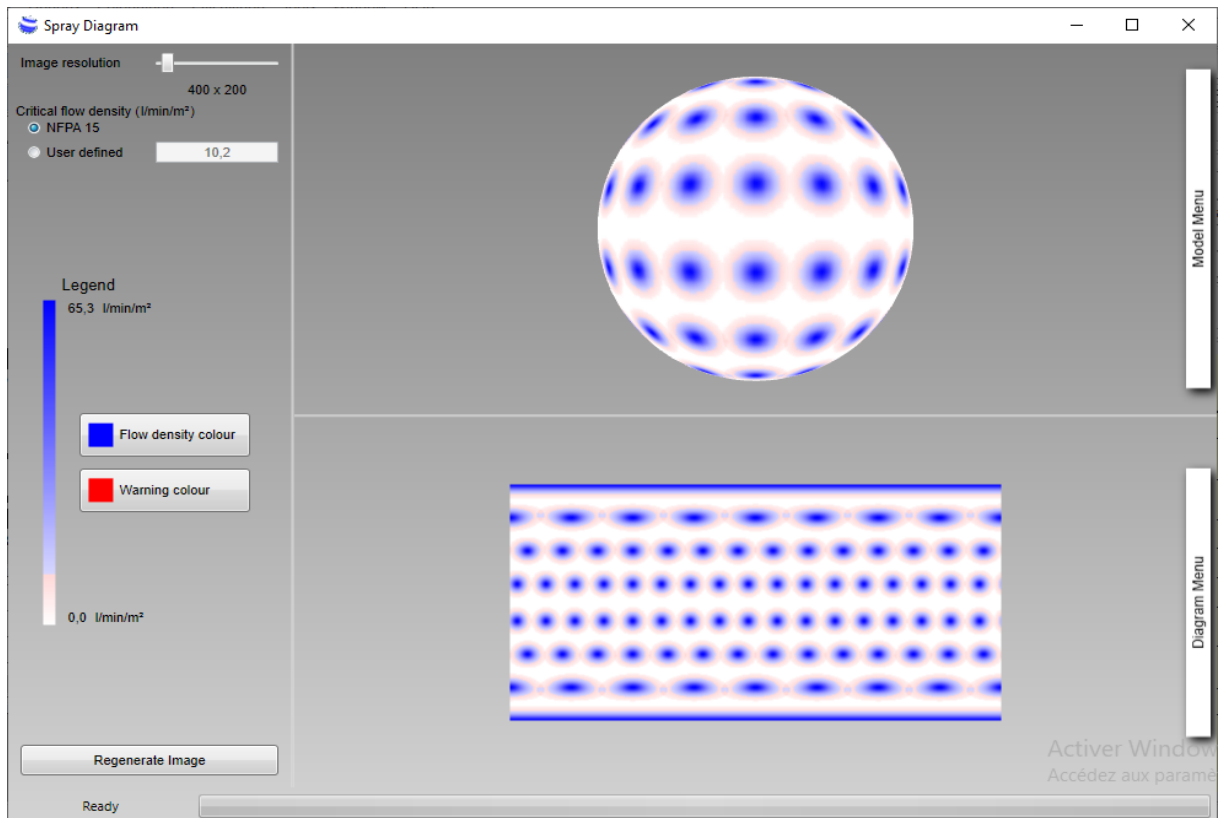 Spray Diagram
Image resolution
400 x 200
Critical flow density (l/min/m²)
NFPA 15
User defined
10,2
Legend
65,3 l/min/m²
Flow density colour
Warning colour
0,0 l/min/m²
Regenerate Image
Ready
Model Menu
Diagram Menu
Activer Window
Accédez aux paramè